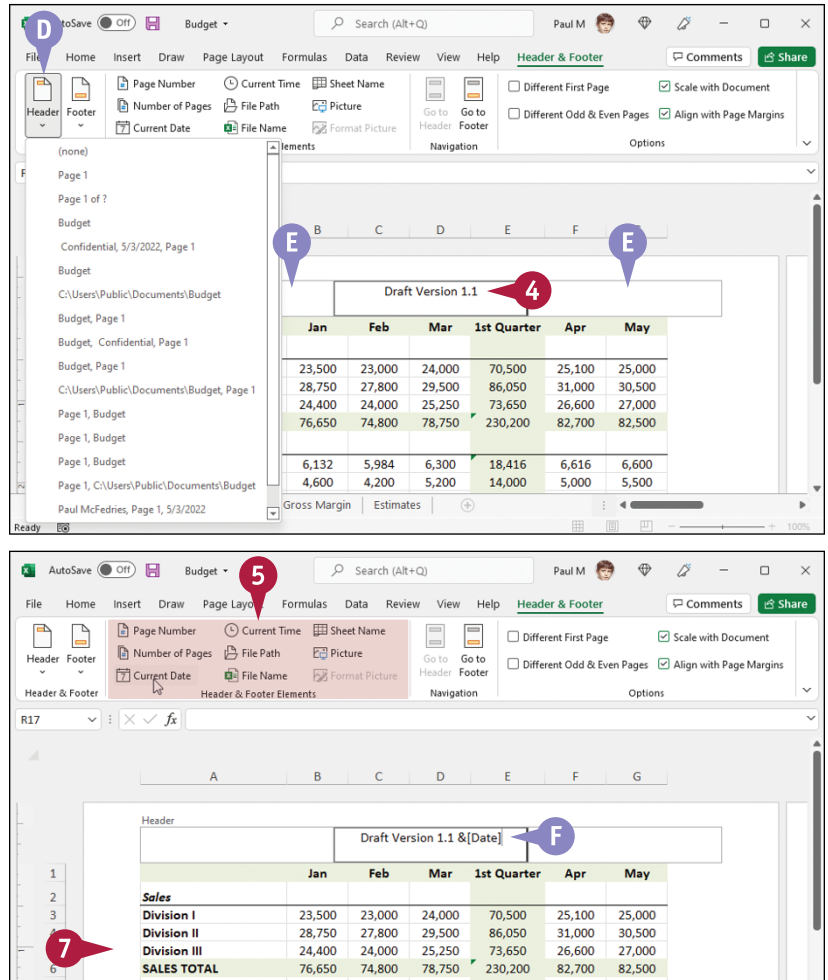 AutoSave Off Budget Search (Alt+Q) Paul M
D
File Home Insert Draw Page Layout Formulas Data Review View Help Header & Footer Comments Share
Header Footer Page Number Current Time Sheet Name Go to Header Go to Footer Different First Page Scale with Document
Number of Pages File Path Picture Different Odd & Even Pages Align with Page Margins
Current Date File Name Format Picture
lements Navigation Options
(none)
Page 1
Page 1 of ?
Budget
Confidential, 5/3/2022, Page 1
Budget
C:\Users\Public\Documents\Budget
Budget, Page 1
Budget, Confidential, Page 1
Budget, Page 1
C:\Users\Public\Documents\Budget, Page 1
Page 1, Budget
Page 1, Budget
Page 1, Budget
Page 1, C:\Users\Public\Documents\Budget
Paul McFedries, Page 1, 5/3/2022
B C D E F
E E
Draft Version 1.1 4
Jan Feb Mar 1st Quarter Apr May
23,500 23,000 24,000 70,500 25,100 25,000
28,750 27,800 29,500 86,050 31,000 30,500
24,400 24,000 25,250 73,650 26,600 27,000
76,650 74,800 78,750 230,200 82,700 82,500
6,132 5,984 6,300 18,416 6,616 6,600
4,600 4,200 5,200 14,000 5,000 5,500
Gross Margin Estimates
Ready 100%
AutoSave Off Budget Search (Alt+Q) Paul M
5
File Home Insert Draw Page Layou Formulas Data Review View Help Header & Footer Comments Share
Header Footer Page Number Current Time Sheet Name Go to Header Go to Footer Different First Page Scale with Document
Number of Pages File Path Picture Different Odd & Even Pages Align with Page Margins
Current Date File Name Format Picture
Header & Footer Header & Footer Elements Navigation Options
R17 fx
A B C D E F G
Header
Draft Version 1.1 &[Date] F
1 Jan Feb Mar 1st Quarter Apr May
2 Sales
3 Division I 23,500 23,000 24,000 70,500 25,100 25,000
4 Division II 28,750 27,800 29,500 86,050 31,000 30,500
7 Division III 24,400 24,000 25,250 73,650 26,600 27,000
6 SALES TOTAL 76,650 74,800 78,750 230,200 82,700 82,500